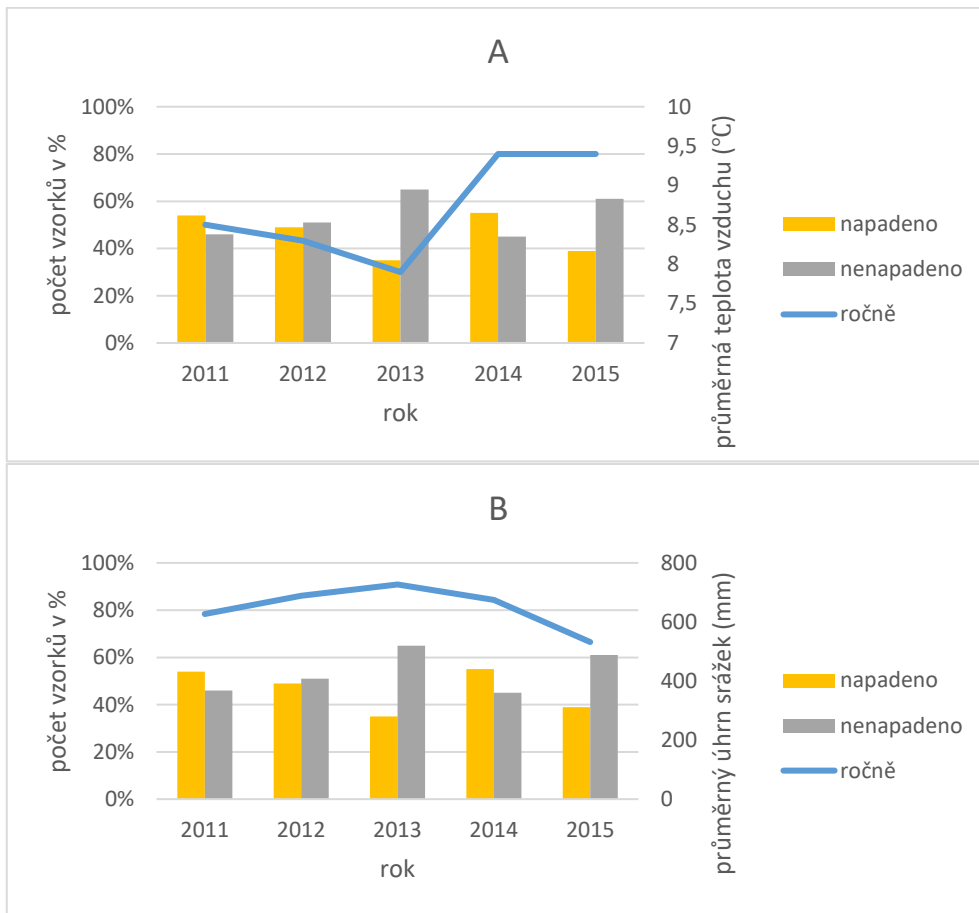 A
počet vzorků v %
100%
80%
60%
40%
20%
0%
2011 2012 2013 2014 2015
rok
10
9,5
9
8,5
8
7,5
7
průměrná teplota vzduchu (°C)
napadeno
nenapadeno
ročně
B
počet vzorků v %
100%
80%
60%
40%
20%
0%
2011 2012 2013 2014 2015
rok
800
600
400
200
0
průměrný úhrn srážek (mm)
napadeno
nenapadeno
ročně